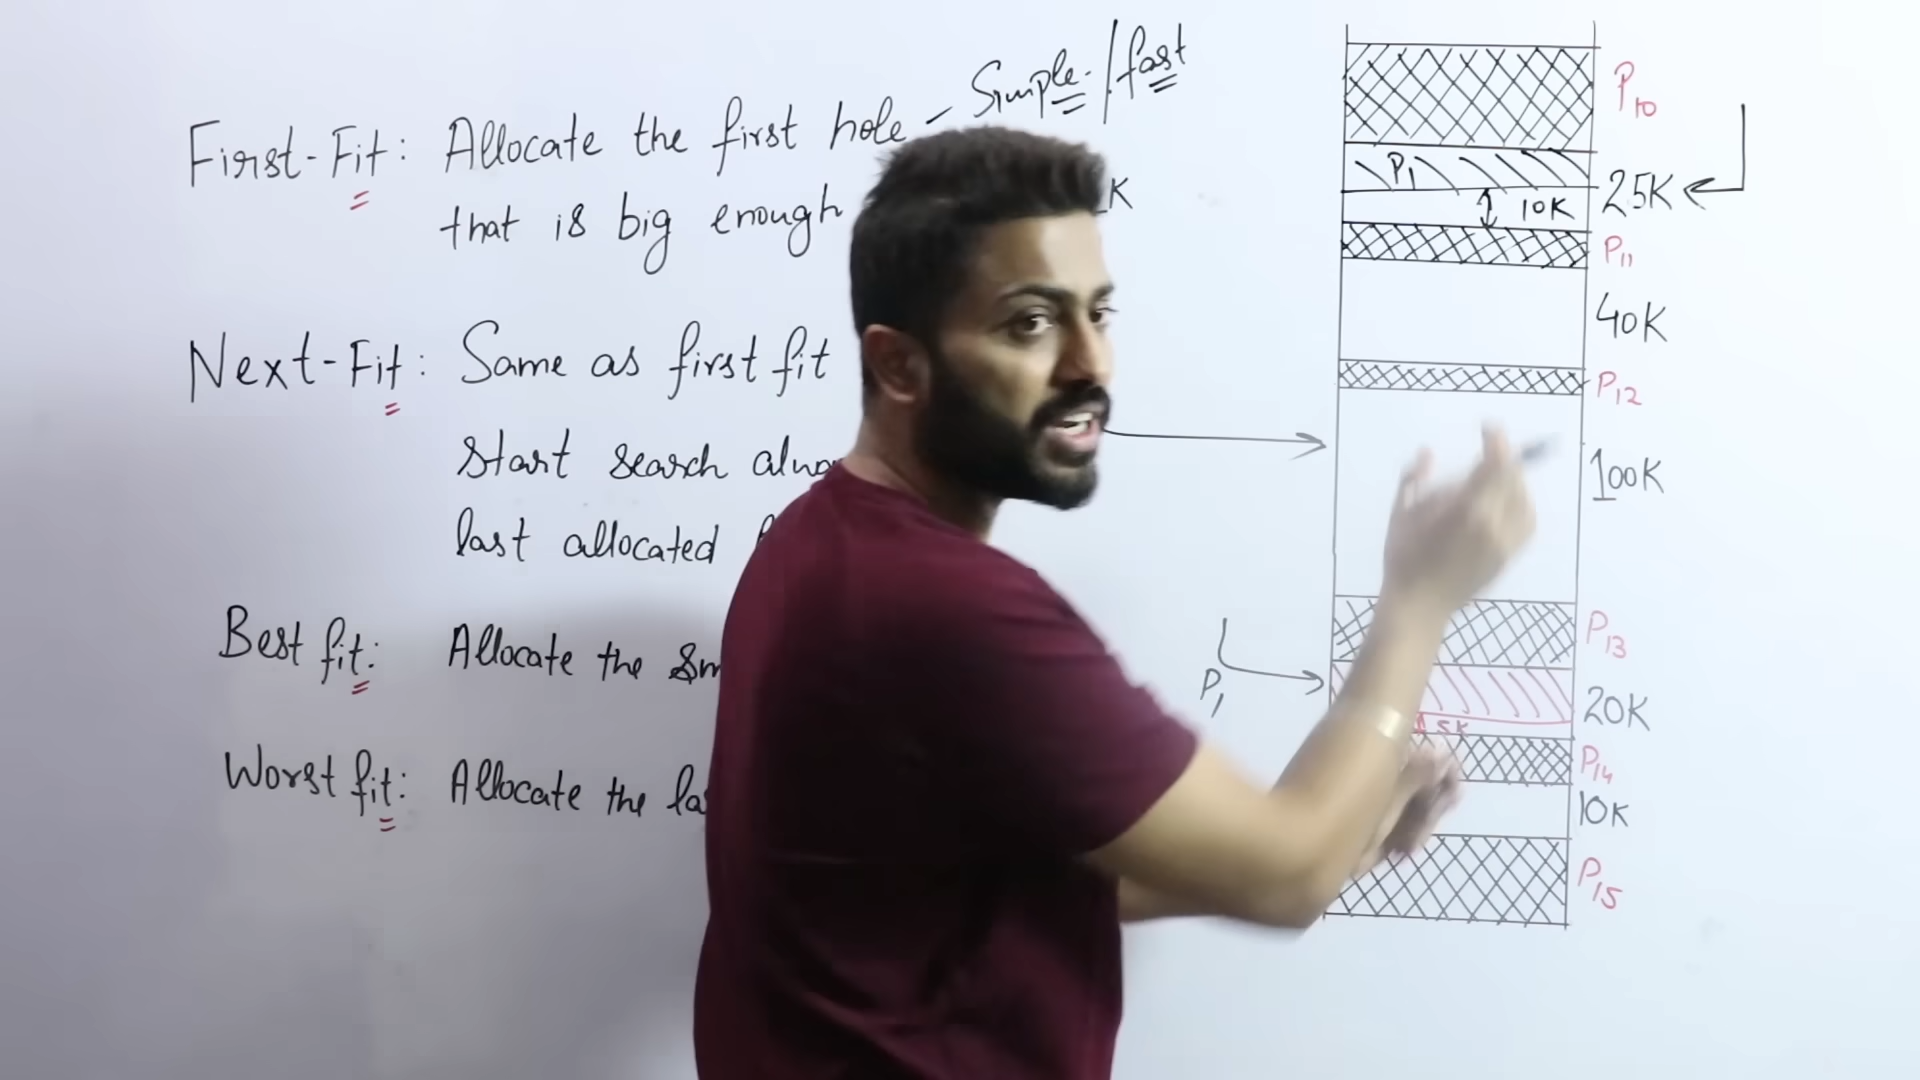 First-Fit: Allocate the first hole - Simple / fast
that is big enough K
Next-Fit: Same as first fit
start search
last allocated
Best fit: Allocate the
Worst fit: Allocate the
P10
P1
25K
10K
P11
40K
P12
100K
P13
P1
20K
5K
P14
10K
P15